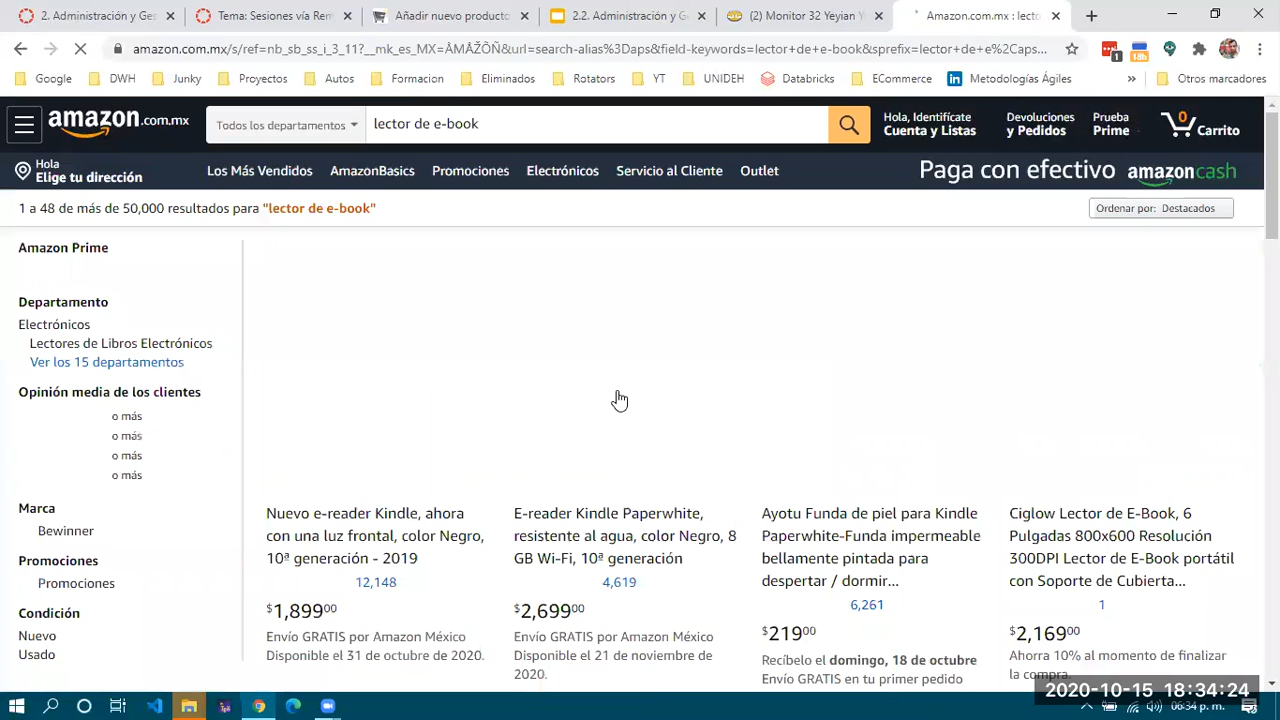 2. Administración y Ges
Tema: Sesiones vía Rem
Añadir nuevo producto
2.2. Administración y G
(2) Monitor 32 Yeyian Y
Amazon.com.mx : lecto
amazon.com.mx/s/ref=nb_sb_ss_i_3_11?__mk_es_MX=ÅMÅŽÕÑ&url=search-alias%3Daps&field-keywords=lector+de+e-book&sprefix=lector+de+e%2Caps...
1
18h
Google
DWH
Junky
Proyectos
Autos
Formacion
Eliminados
Rotators
YT
UNIDEH
Databricks
ECommerce
Metodologías Ágiles
»
Otros marcadores
amazon.com.mx
Todos los departamentos
lector de e-book
Hola, Identifícate
Cuenta y Listas
Devoluciones
y Pedidos
Prueba
Prime
0
Carrito
Hola
Elige tu dirección
Los Más Vendidos
AmazonBasics
Promociones
Electrónicos
Servicio al Cliente
Outlet
Paga con efectivo amazoncash
1 a 48 de más de 50,000 resultados para "lector de e-book"
Ordenar por: Destacados
Amazon Prime
Departamento
Electrónicos
Lectores de Libros Electrónicos
Ver los 15 departamentos
Opinión media de los clientes
o más
o más
o más
o más
Marca
Bewinner
Promociones
Promociones
Condición
Nuevo
Usado
Nuevo e-reader Kindle, ahora
con una luz frontal, color Negro,
10ª generación - 2019
12,148
$1,89900
Envío GRATIS por Amazon México
Disponible el 31 de octubre de 2020.
E-reader Kindle Paperwhite,
resistente al agua, color Negro, 8
GB Wi-Fi, 10ª generación
4,619
$2,69900
Envío GRATIS por Amazon México
Disponible el 21 de noviembre de
2020.
Ayotu Funda de piel para Kindle
Paperwhite-Funda impermeable
bellamente pintada para
despertar / dormir...
6,261
$21900
Recíbelo el domingo, 18 de octubre
Envío GRATIS en tu primer pedido
Ciglow Lector de E-Book, 6
Pulgadas 800x600 Resolución
300DPI Lector de E-Book portátil
con Soporte de Cubierta...
1
$2,16900
Ahorra 10% al momento de finalizar
la compra.
2020-10-15 18:34:24
06:34 p. m.